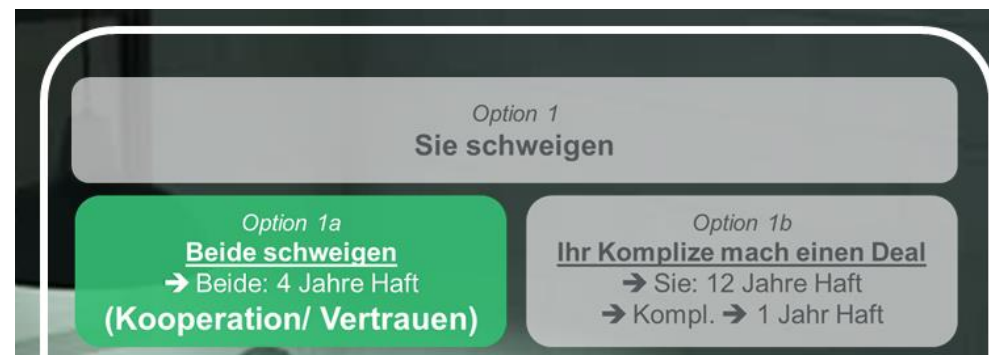 Option 1
Sie schweigen
Option 1a
Beide schweigen
➔ Beide: 4 Jahre Haft
(Kooperation/ Vertrauen)
Option 1b
Ihr Komplize mach einen Deal
➔ Sie: 12 Jahre Haft
➔ Kompl. ➔ 1 Jahr Haft